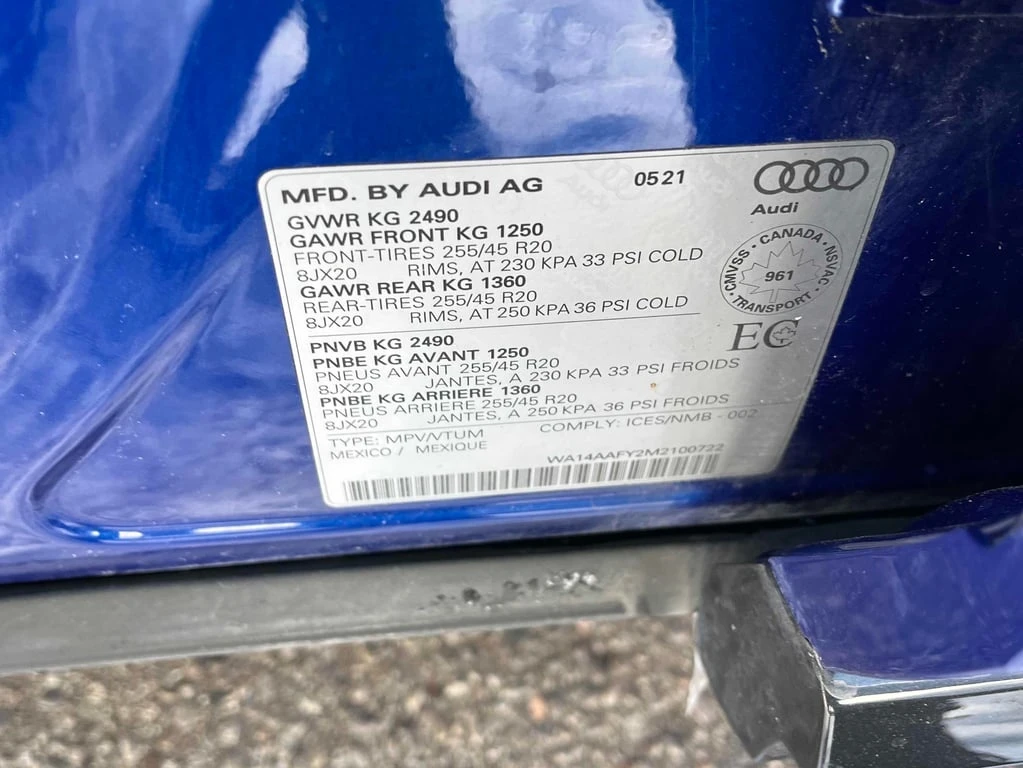 MFD. BY AUDI AG 0521
Audi
GVWR KG 2490
GAWR FRONT KG 1250
FRONT-TIRES 255/45 R20
8JX20 RIMS, AT 230 KPA 33 PSI COLD
GAWR REAR KG 1360
REAR-TIRES 255/45 R20
8JX20 RIMS, AT 250 KPA 36 PSI COLD
CANADA · NSVAC · TRANSPORT · CMVSS ·
961
EC
PNVB KG 2490
PNBE KG AVANT 1250
PNEUS AVANT 255/45 R20
8JX20 JANTES, A 230 KPA 33 PSI FROIDS
PNBE KG ARRIERE 1360
PNEUS ARRIERE 255/45 R20
8JX20 JANTES, A 250 KPA 36 PSI FROIDS
TYPE: MPV/VTUM COMPLY: ICES/NMB - 002
MEXICO / MEXIQUE
WA14AAFY2M2100722